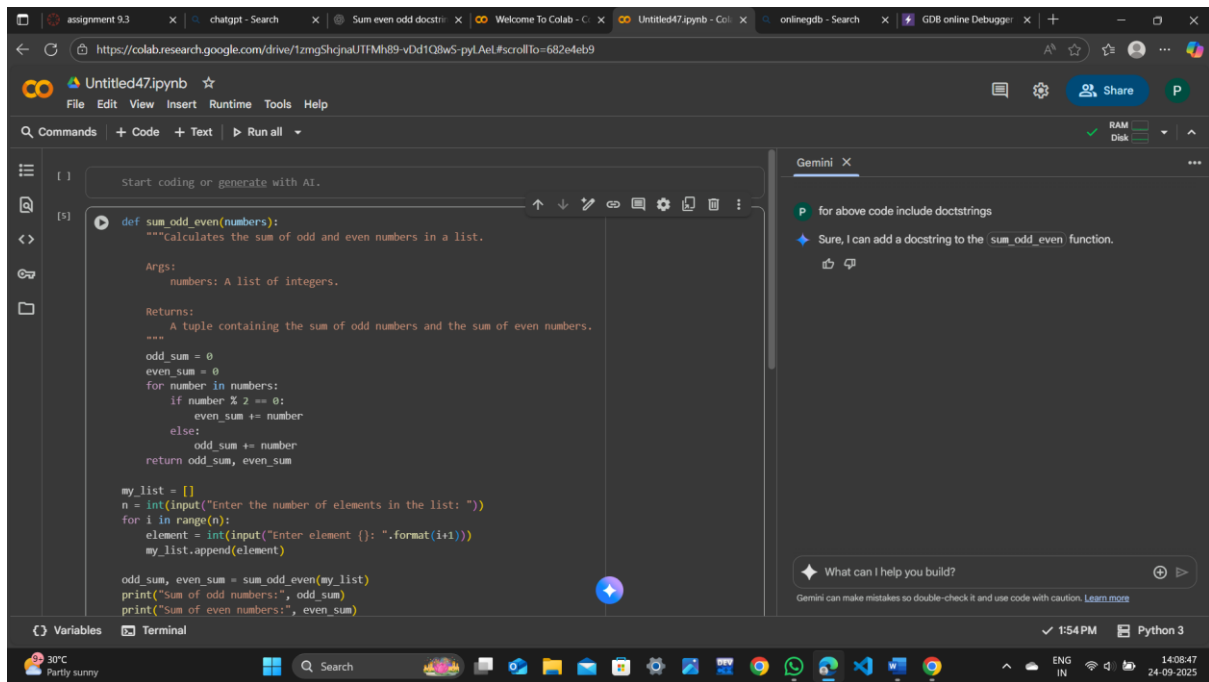 assignment 9.3
chatgpt - Search
Sum even odd docstrin
Welcome To Colab - Co
Untitled47.ipynb - Cola
onlinegdb - Search
GDB online Debugger
https://colab.research.google.com/drive/1zmgShcjnaUTFMh89-vDd1Q8wS-pyLAeL#scrollTo=682e4eb9
Untitled47.ipynb
File Edit View Insert Runtime Tools Help
Share
P
Commands + Code + Text Run all
RAM
Disk
[ ] Start coding or generate with AI.
[5] def sum_odd_even(numbers):
"""Calculates the sum of odd and even numbers in a list.
Args:
numbers: A list of integers.
Returns:
A tuple containing the sum of odd numbers and the sum of even numbers.
"""
odd_sum = 0
even_sum = 0
for number in numbers:
if number % 2 == 0:
even_sum += number
else:
odd_sum += number
return odd_sum, even_sum
my_list = []
n = int(input("Enter the number of elements in the list: "))
for i in range(n):
element = int(input("Enter element {}: ".format(i+1)))
my_list.append(element)
odd_sum, even_sum = sum_odd_even(my_list)
print("Sum of odd numbers:", odd_sum)
print("Sum of even numbers:", even_sum)
Gemini
P for above code include doctstrings
Sure, I can add a docstring to the sum_odd_even function.
What can I help you build?
Gemini can make mistakes so double-check it and use code with caution. Learn more
{} Variables Terminal
1:54 PM Python 3
9+
30°C
Partly sunny
Search
DEV
ENG
IN
14:08:47
24-09-2025